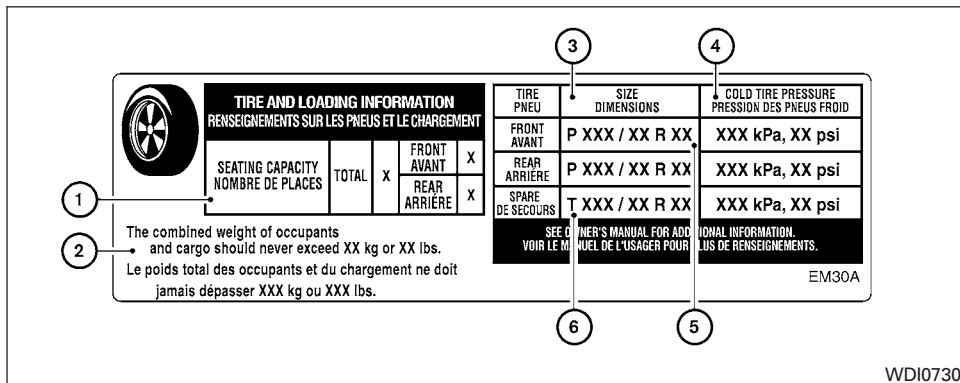 3
4
TIRE AND LOADING INFORMATION
RENSEIGNEMENTS SUR LES PNEUS ET LE CHARGEMENT
SEATING CAPACITY
NOMBRE DE PLACES
TOTAL
X
FRONT
AVANT
X
REAR
ARRIÈRE
X
1
The combined weight of occupants
and cargo should never exceed XX kg or XX lbs.
2
Le poids total des occupants et du chargement ne doit
jamais dépasser XXX kg ou XXX lbs.
TIRE
PNEU
SIZE
DIMENSIONS
COLD TIRE PRESSURE
PRESSION DES PNEUS FROID
FRONT
AVANT
P XXX / XX R XX
XXX kPa, XX psi
REAR
ARRIÈRE
P XXX / XX R XX
XXX kPa, XX psi
SPARE
DE SECOURS
T XXX / XX R XX
XXX kPa, XX psi
SEE OWNER'S MANUAL FOR ADDITIONAL INFORMATION.
VOIR LE MANUEL DE L'USAGER POUR PLUS DE RENSEIGNEMENTS.
EM30A
6
5
WDI0730